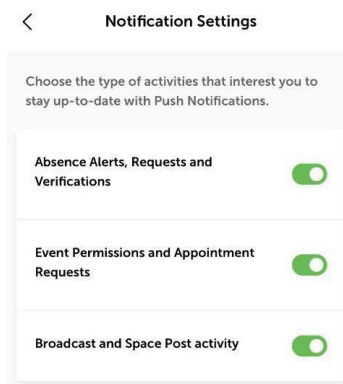 Notification Settings
Choose the type of activities that interest you to
stay up-to-date with Push Notifications.
Absence Alerts, Requests and
Verifications
Event Permissions and Appointment
Requests
Broadcast and Space Post activity